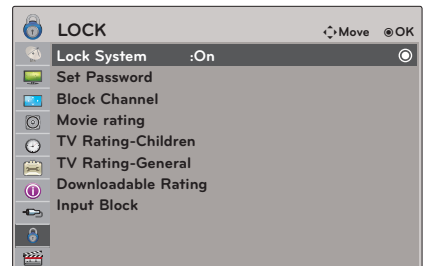 LOCK
Move OK
Lock System :On
Set Password
Block Channel
Movie rating
TV Rating-Children
TV Rating-General
Downloadable Rating
Input Block